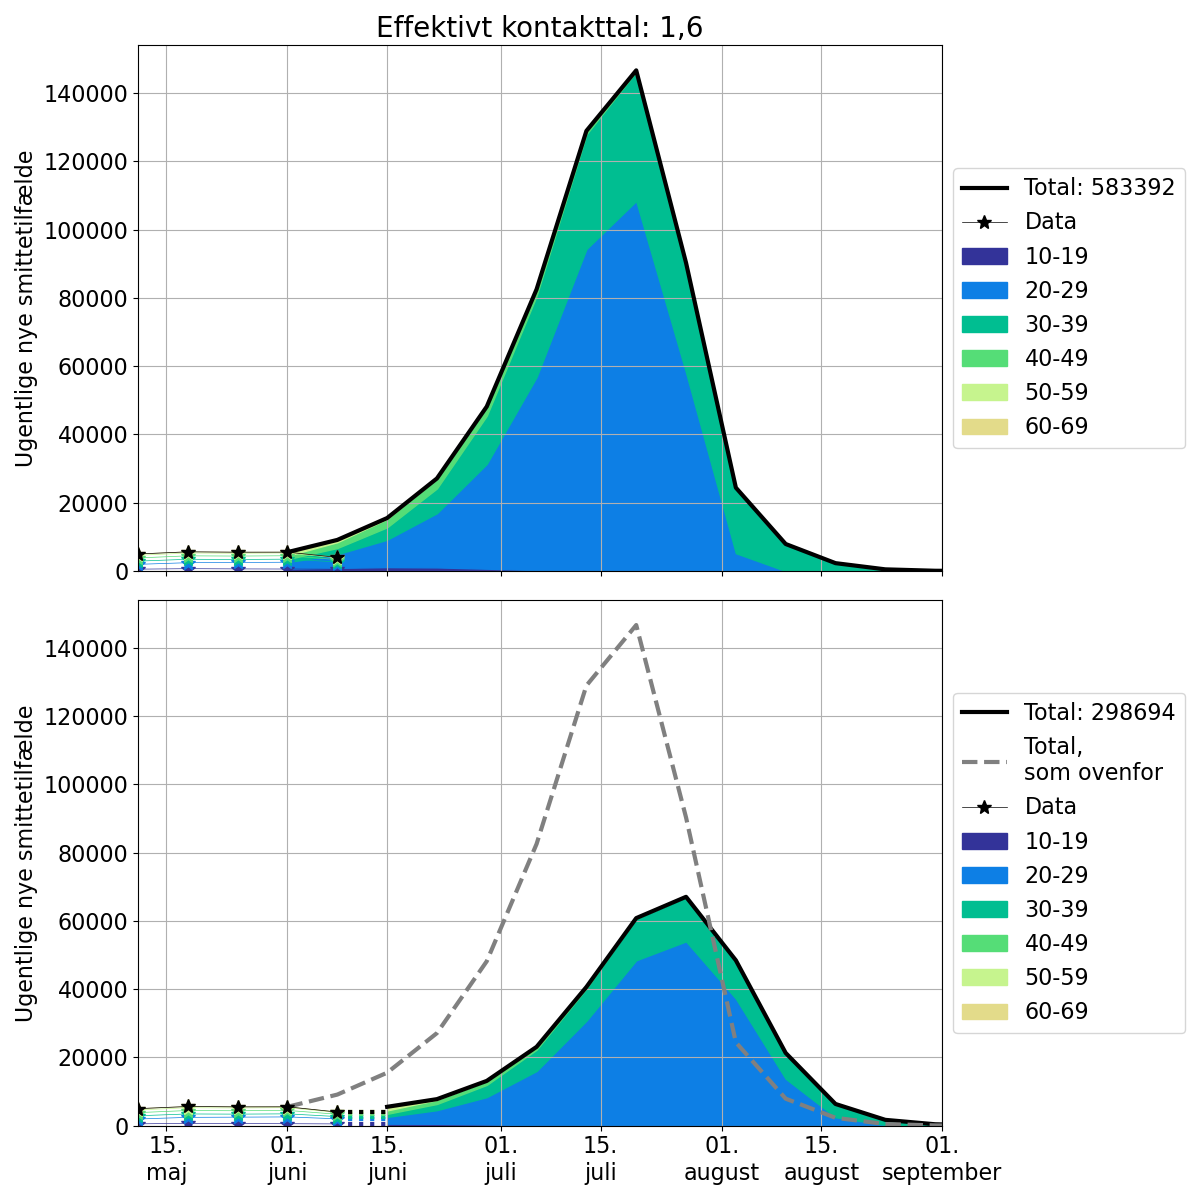 Effektivt kontakttal: 1,6
Ugentlige nye smittetilfælde
140000
120000
100000
80000
60000
40000
20000
0
Total: 583392
Data
10-19
20-29
30-39
40-49
50-59
60-69
Ugentlige nye smittetilfælde
140000
120000
100000
80000
60000
40000
20000
0
15. 01. 15. 01. 15. 01. 15. 01.
maj juni juni juli juli august august september
Total: 298694
Total,
som ovenfor
Data
10-19
20-29
30-39
40-49
50-59
60-69